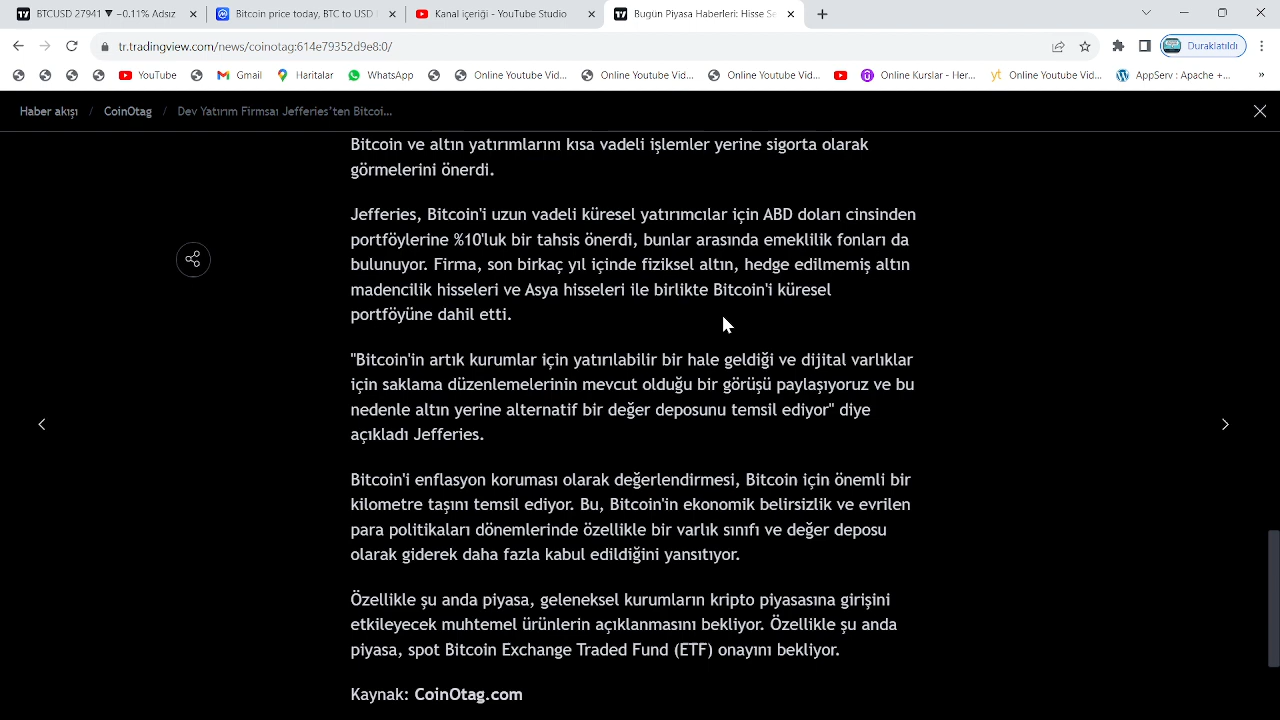 BTCUSD 27941 ▼ −0.11% Adsız
Bitcoin price today, BTC to USD
Kanal içeriği - YouTube Studio
Bugün Piyasa Haberleri: Hisse Se
tr.tradingview.com/news/coinotag:614e79352d9e8:0/
Duraklatıldı
YouTube
Gmail
Haritalar
WhatsApp
Online Youtube Vid...
Online Youtube Vid...
Online Youtube Vid...
Online Kurslar - Her...
Online Youtube Vid...
AppServ : Apache +...
Haber akışı / CoinOtag / Dev Yatırım Firmsaı Jefferies’ten Bitcoi...
Bitcoin ve altın yatırımlarını kısa vadeli işlemler yerine sigorta olarak
görmelerini önerdi.
Jefferies, Bitcoin'i uzun vadeli küresel yatırımcılar için ABD doları cinsinden
portföylerine %10'luk bir tahsis önerdi, bunlar arasında emeklilik fonları da
bulunuyor. Firma, son birkaç yıl içinde fiziksel altın, hedge edilmemiş altın
madencilik hisseleri ve Asya hisseleri ile birlikte Bitcoin'i küresel
portföyüne dahil etti.
"Bitcoin'in artık kurumlar için yatırılabilir bir hale geldiği ve dijital varlıklar
için saklama düzenlemelerinin mevcut olduğu bir görüşü paylaşıyoruz ve bu
nedenle altın yerine alternatif bir değer deposunu temsil ediyor" diye
açıkladı Jefferies.
Bitcoin'i enflasyon koruması olarak değerlendirmesi, Bitcoin için önemli bir
kilometre taşını temsil ediyor. Bu, Bitcoin'in ekonomik belirsizlik ve evrilen
para politikaları dönemlerinde özellikle bir varlık sınıfı ve değer deposu
olarak giderek daha fazla kabul edildiğini yansıtıyor.
Özellikle şu anda piyasa, geleneksel kurumların kripto piyasasına girişini
etkileyecek muhtemel ürünlerin açıklanmasını bekliyor. Özellikle şu anda
piyasa, spot Bitcoin Exchange Traded Fund (ETF) onayını bekliyor.
Kaynak: CoinOtag.com